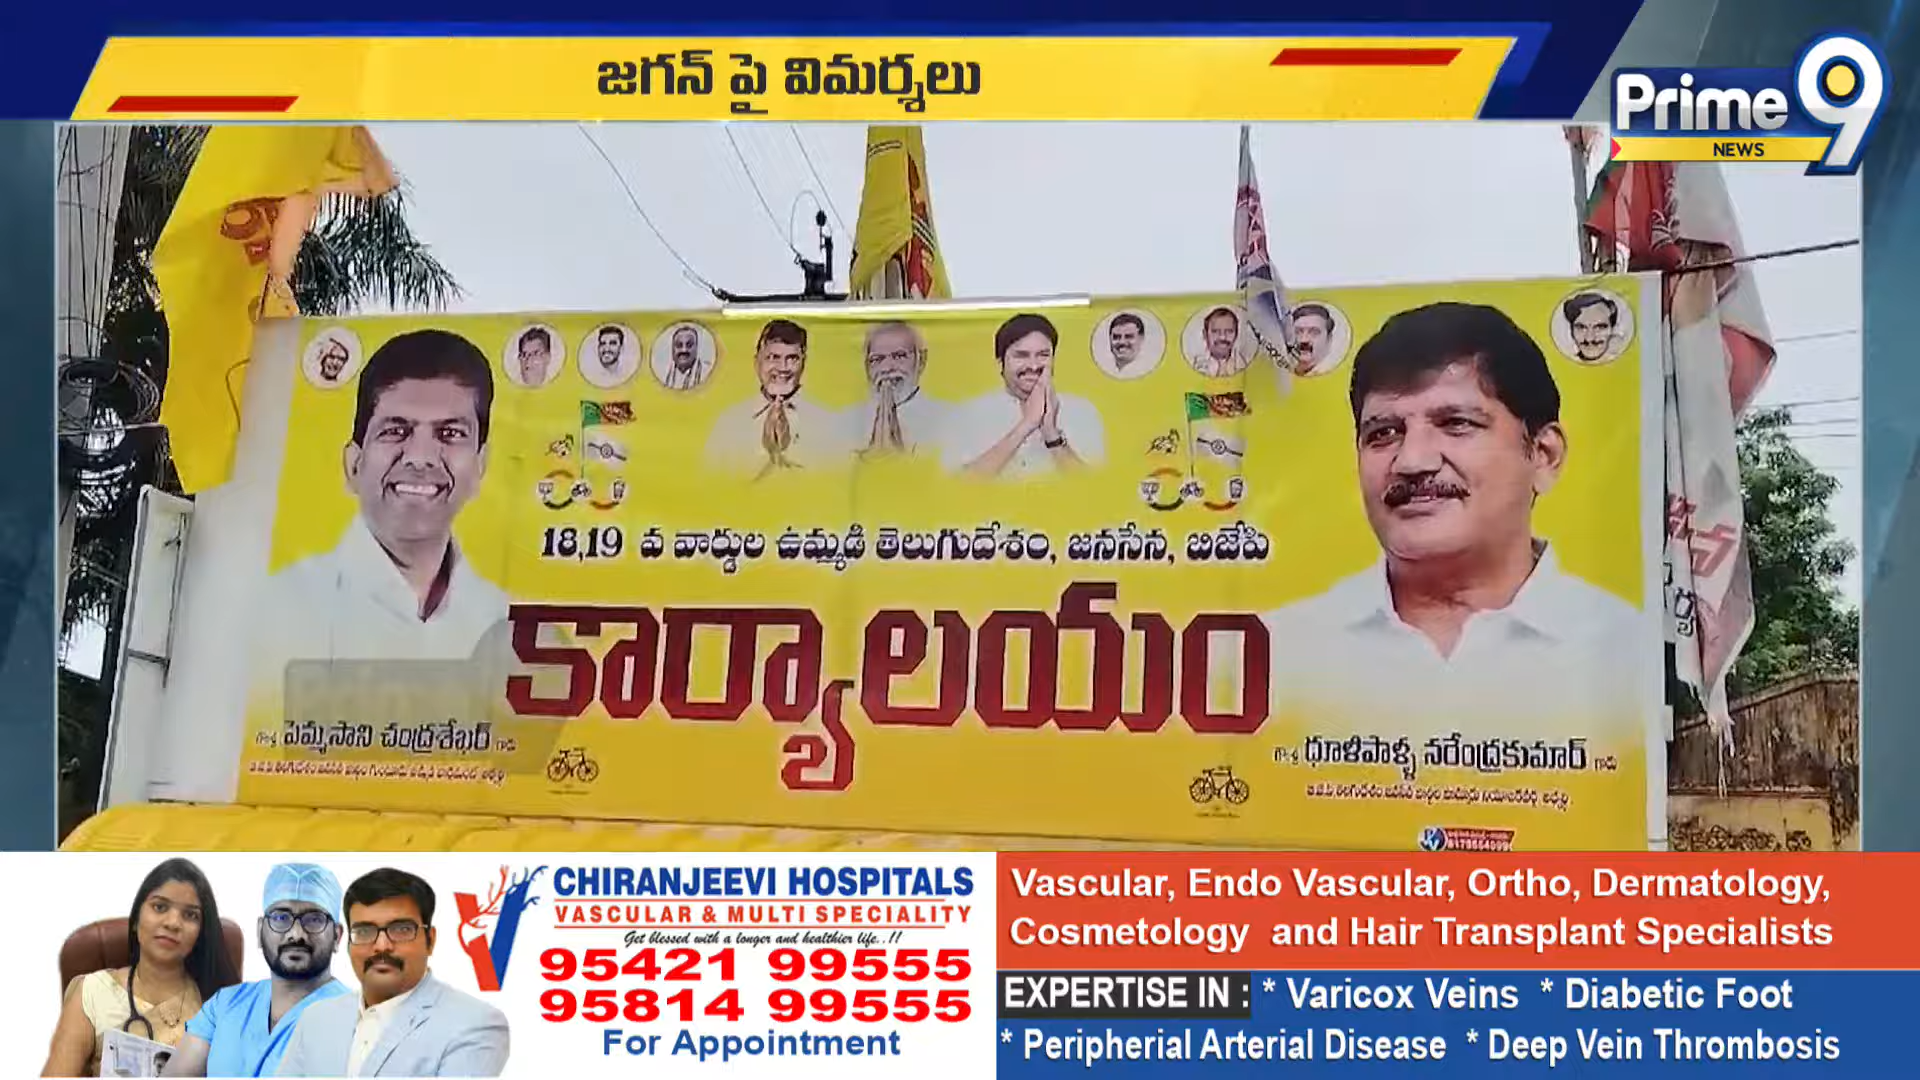 జగన్ పై విమర్శలు
Prime 9
NEWS
18,19 వ వార్డుల ఉమ్మడి తెలుగుదేశం, జనసేన, బిజేపి
కార్యాలయం
పెమ్మసాని చంద్రశేఖర్ గారు
ధూళిపాళ్ళ నరేంద్రకుమార్ గారు
CHIRANJEEVI HOSPITALS
VASCULAR & MULTI SPECIALITY
Get blessed with a longer and healthier life..!!
95421 99555
95814 99555
For Appointment
Vascular, Endo Vascular, Ortho, Dermatology,
Cosmetology and Hair Transplant Specialists
EXPERTISE IN : * Varicox Veins * Diabetic Foot
* Peripherial Arterial Disease * Deep Vein Thrombosis